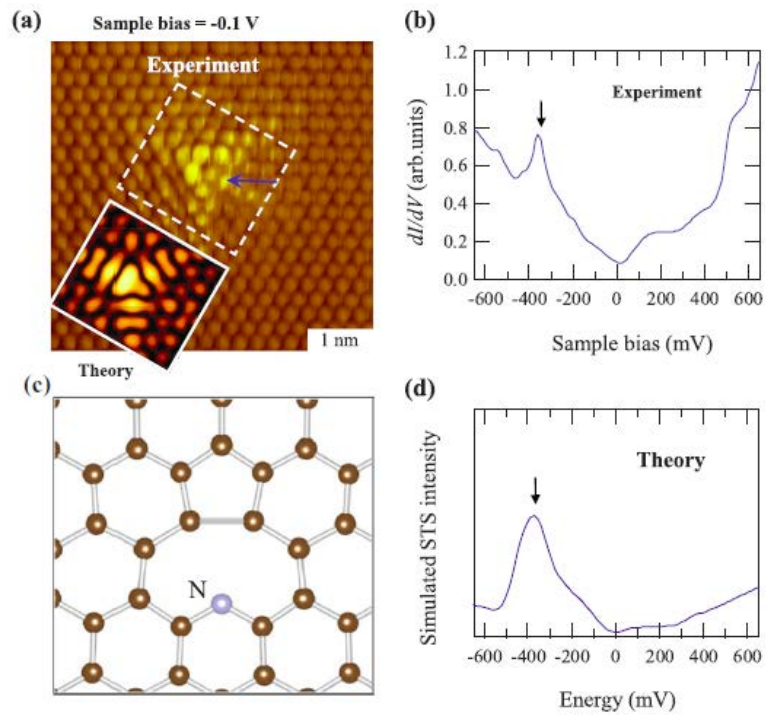 (a)
Sample bias = -0.1 V
Experiment
1 nm
Theory
(b)
1.2
1.0
0.8
0.6
0.4
0.2
0.0
dI/dV (arb.units)
Experiment
-600 -400 -200 0 200 400 600
Sample bias (mV)
(c)
N
(d)
Simulated STS intensity
Theory
-600 -400 -200 0 200 400 600
Energy (mV)